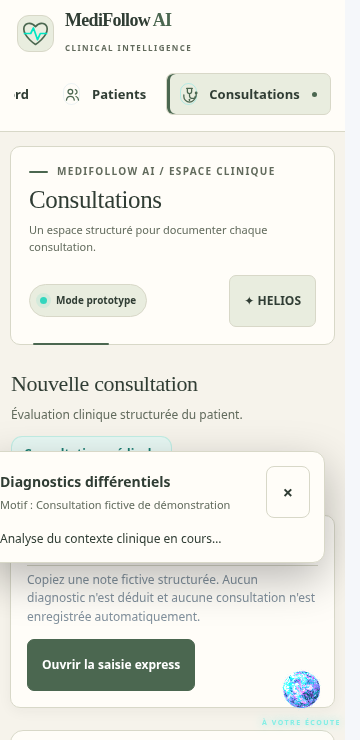 MediFollow AI
CLINICAL INTELLIGENCE
rd
Patients
Consultations
MEDIFOLLOW AI / ESPACE CLINIQUE
Consultations
Un espace structuré pour documenter chaque
consultation.
Mode prototype
✦ HELIOS
Nouvelle consultation
Évaluation clinique structurée du patient.
Diagnostics différentiels
×
Motif : Consultation fictive de démonstration
Analyse du contexte clinique en cours...
Copiez une note fictive structurée. Aucun
diagnostic n'est déduit et aucune consultation n'est
enregistrée automatiquement.
Ouvrir la saisie express
À VOTRE ÉCOUTE